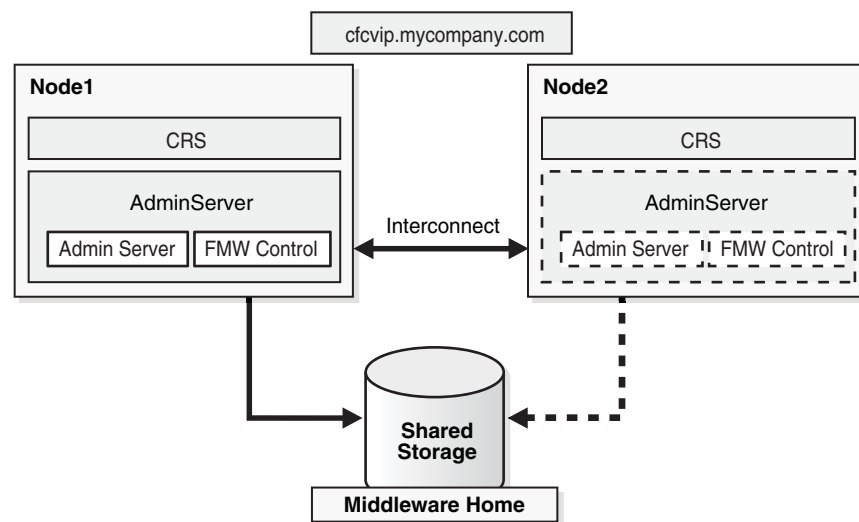 cfcvip.mycompany.com
Node1
CRS
AdminServer
Admin Server
FMW Control
Interconnect
Node2
CRS
AdminServer
Admin Server
FMW Control
Shared
Storage
Middleware Home